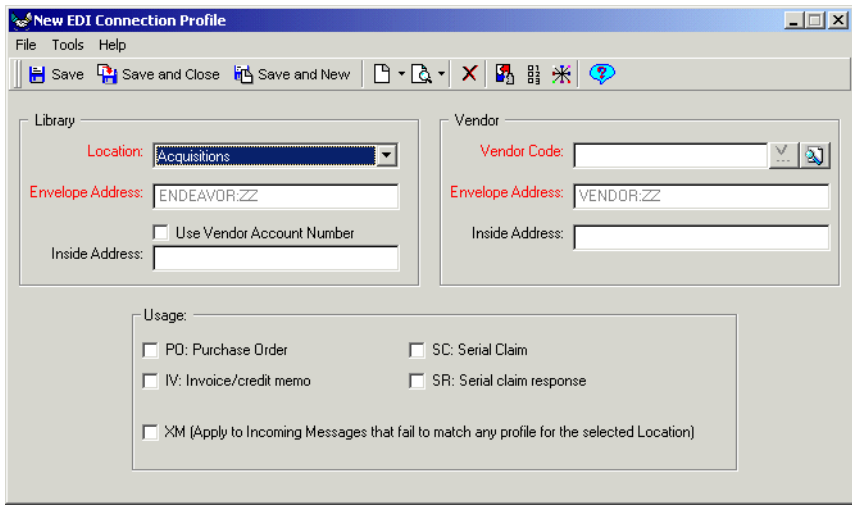 New EDI Connection Profile
File Tools Help
Save Save and Close Save and New
Library
Location: Acquisitions
Envelope Address: ENDEAVOR:ZZ
Use Vendor Account Number
Inside Address:
Vendor
Vendor Code:
Envelope Address: VENDOR:ZZ
Inside Address:
Usage:
PO: Purchase Order SC: Serial Claim
IV: Invoice/credit memo SR: Serial claim response
XM (Apply to Incoming Messages that fail to match any profile for the selected Location)